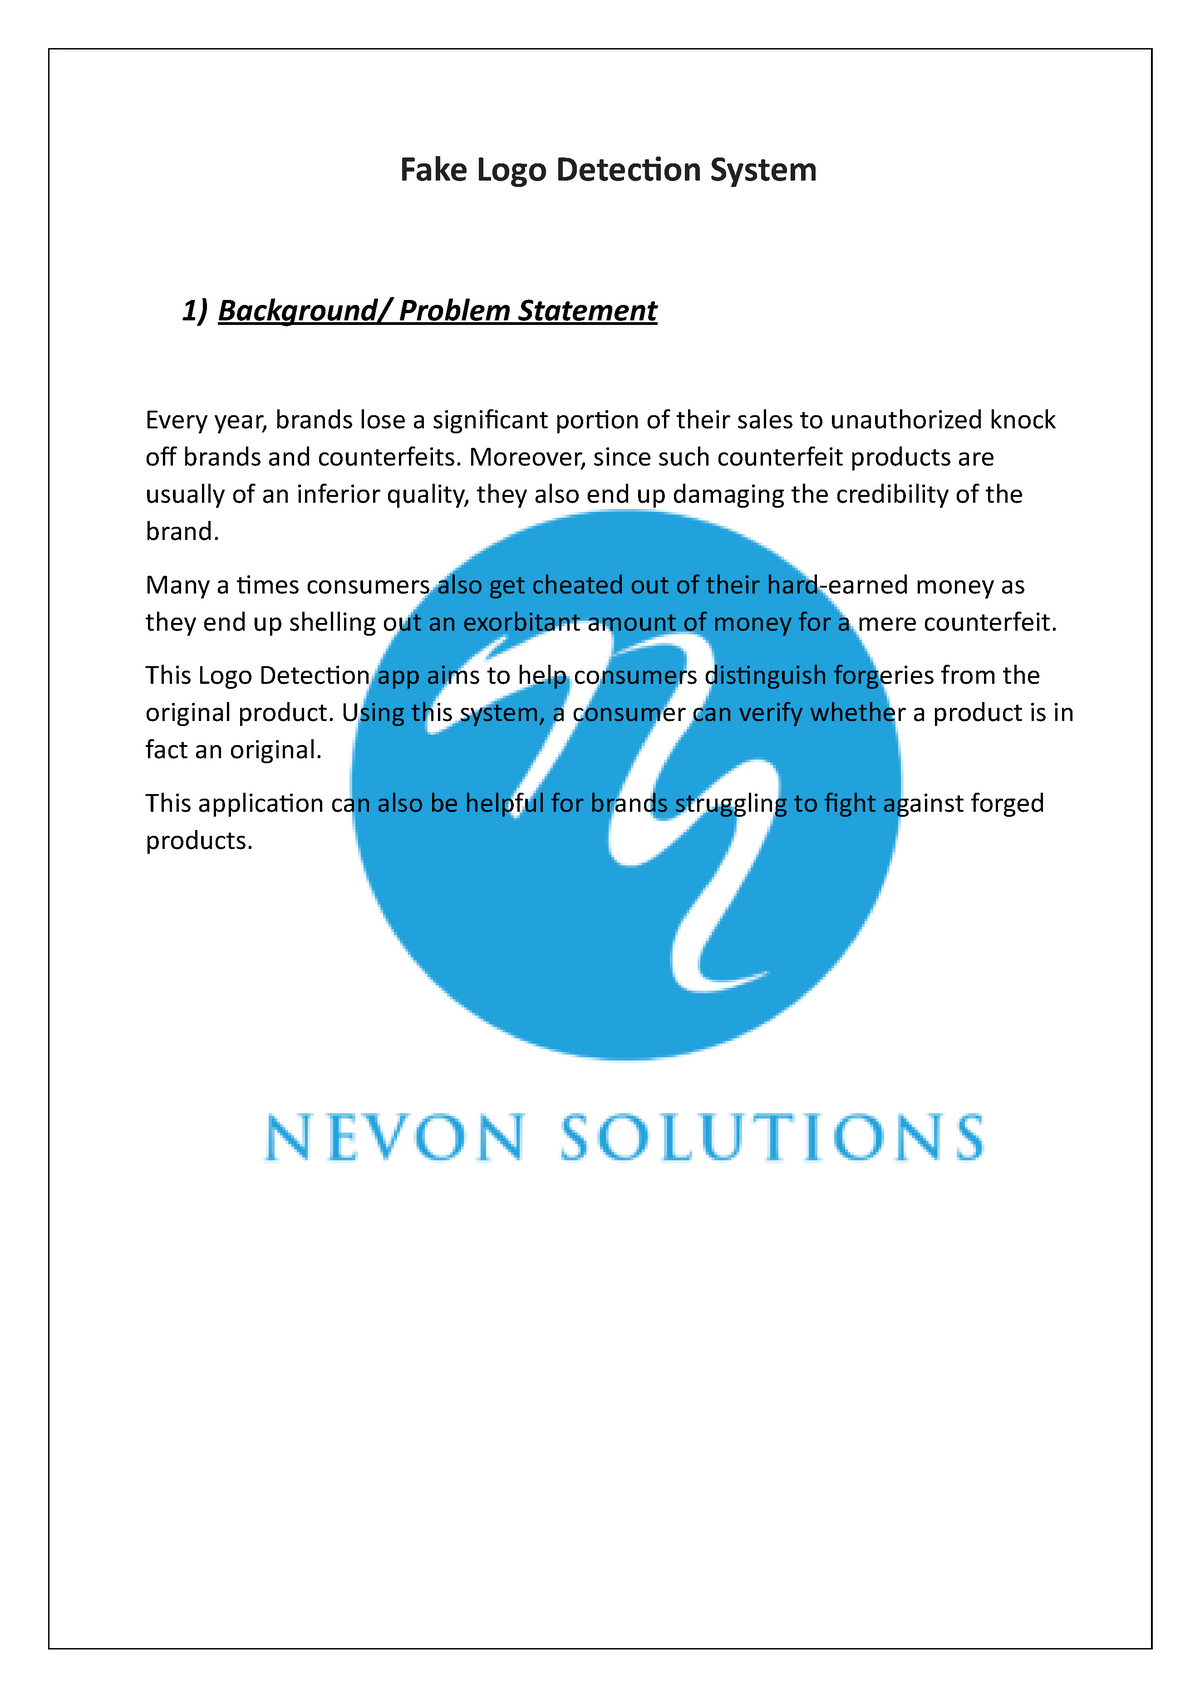 Fake Logo Detection System
1) Background/ Problem Statement
Every year, brands lose a significant portion of their sales to unauthorized knock
off brands and counterfeits. Moreover, since such counterfeit products are
usually of an inferior quality, they also end up damaging the credibility of the
brand.
Many a times consumers also get cheated out of their hard-earned money as
they end up shelling out an exorbitant amount of money for a mere counterfeit.
This Logo Detection app aims to help consumers distinguish forgeries from the
original product. Using this system, a consumer can verify whether a product is in
fact an original.
This application can also be helpful for brands struggling to fight against forged
products.
NEVON SOLUTIONS